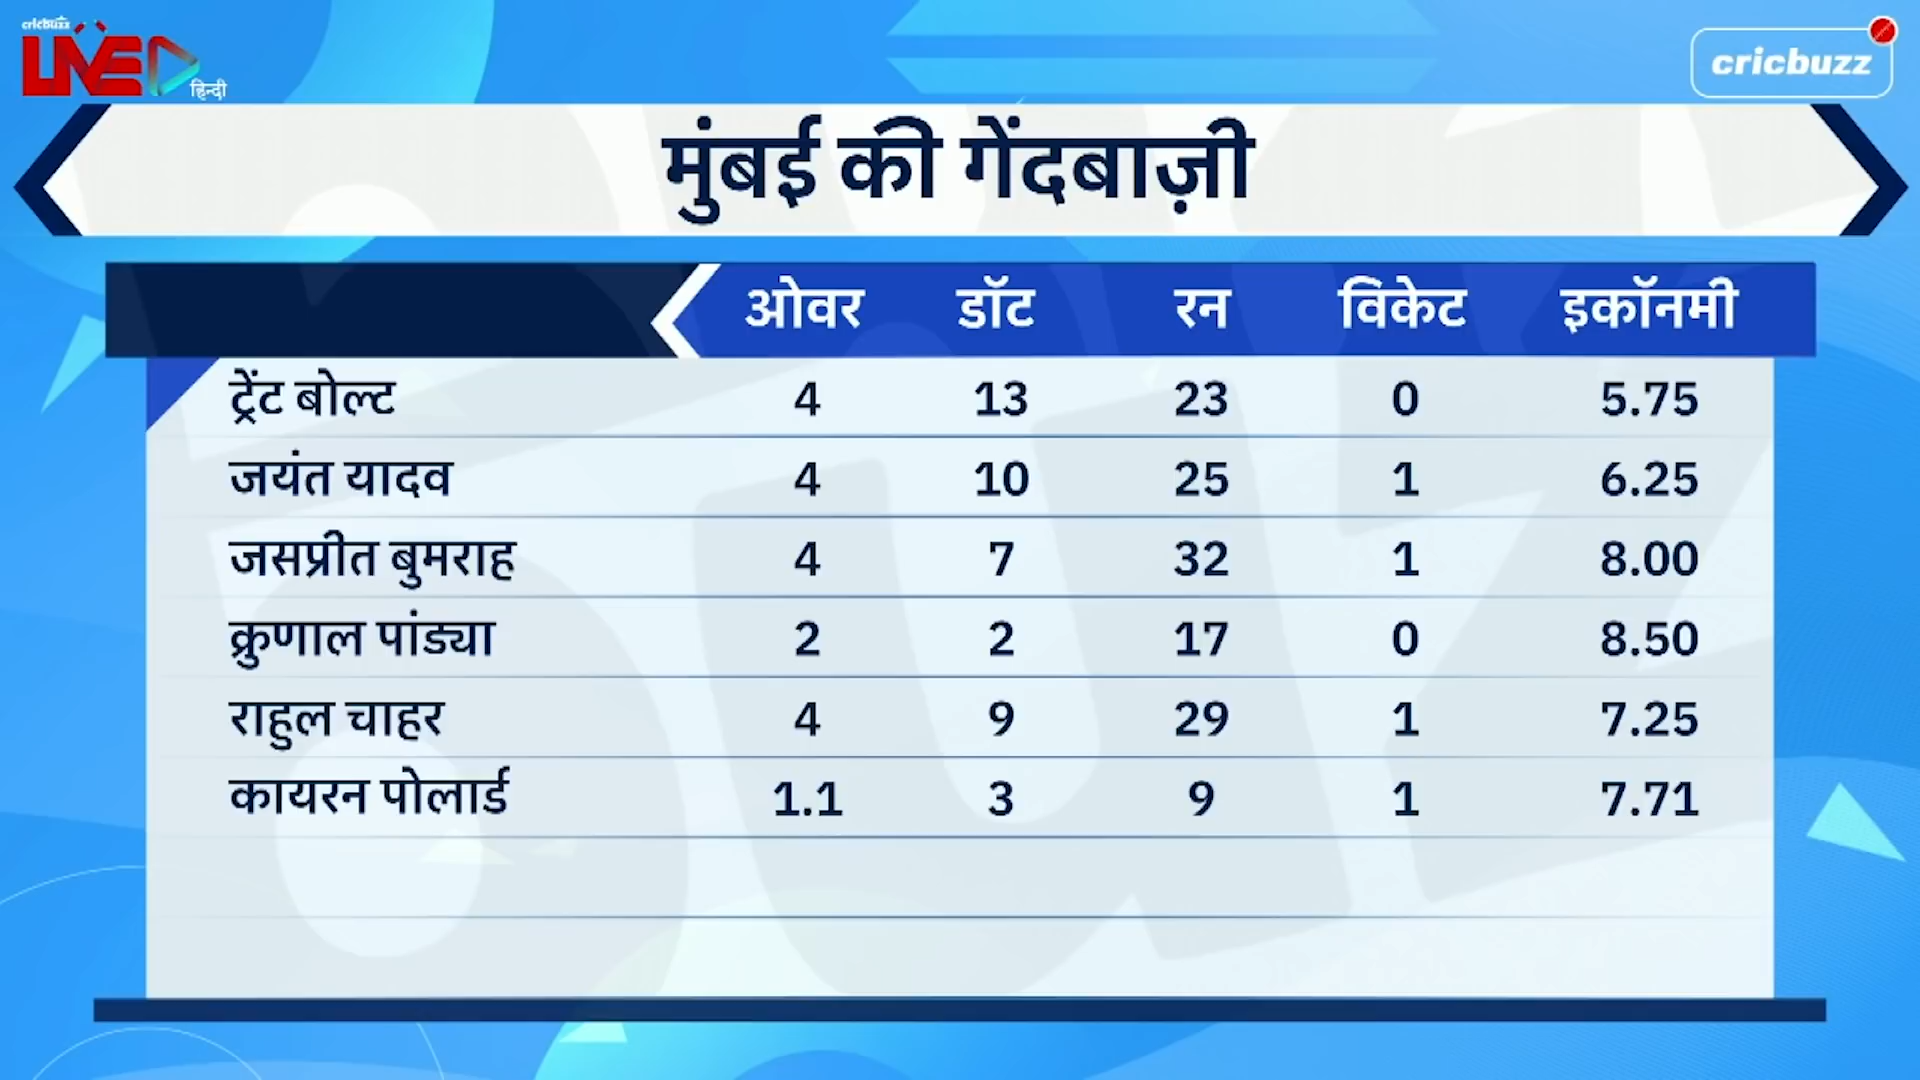 cricbuzz
LIVE
हिन्दी
cricbuzz
मुंबई की गेंदबाज़ी
ओवर डॉट रन विकेट इकॉनमी
ट्रेंट बोल्ट 4 13 23 0 5.75
जयंत यादव 4 10 25 1 6.25
जसप्रीत बुमराह 4 7 32 1 8.00
क्रुणाल पांड्या 2 2 17 0 8.50
राहुल चाहर 4 9 29 1 7.25
कायरन पोलार्ड 1.1 3 9 1 7.71